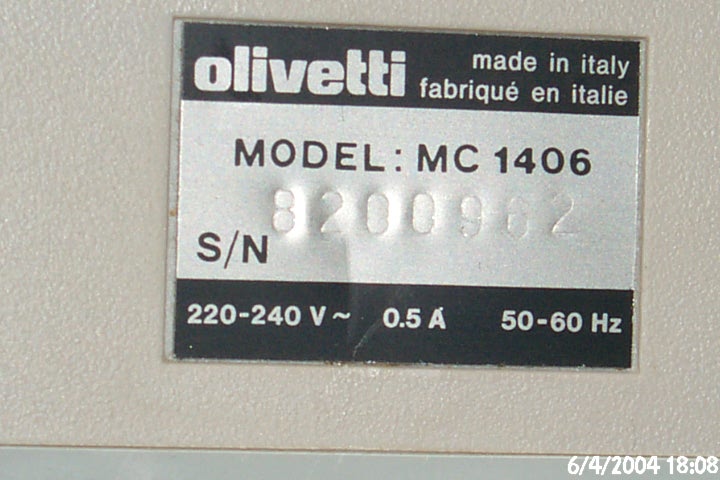 olivetti made in italy
fabriqué en italie
MODEL: MC 1406
S/N 8200962
220-240 V ~ 0.5 A 50-60 Hz
6/4/2004 18:08